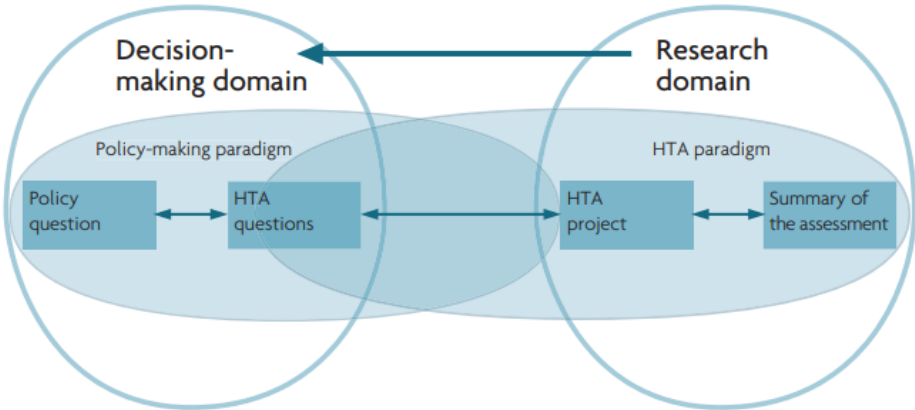 Decision-
making domain
Research
domain
Policy-making paradigm
HTA paradigm
Policy
question
HTA
questions
HTA
project
Summary of
the assessment